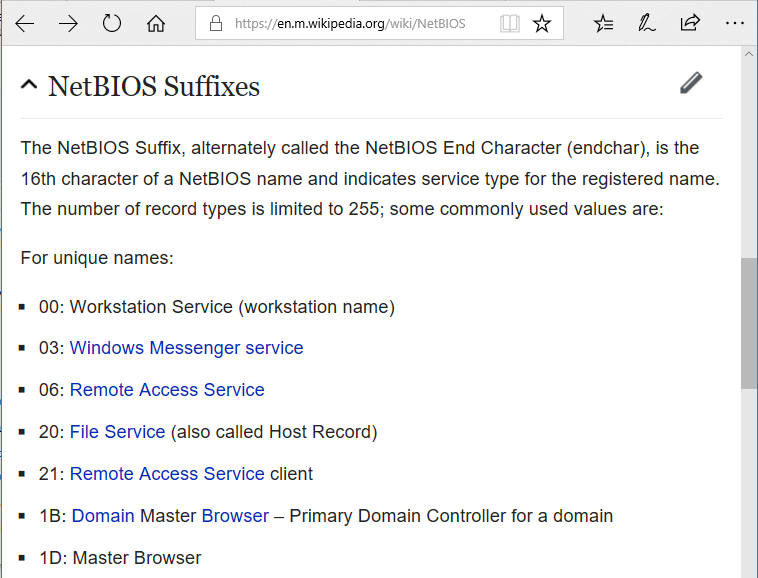 https://en.m.wikipedia.org/wiki/NetBIOS
NetBIOS Suffixes
The NetBIOS Suffix, alternately called the NetBIOS End Character (endchar), is the
16th character of a NetBIOS name and indicates service type for the registered name.
The number of record types is limited to 255; some commonly used values are:
For unique names:
00: Workstation Service (workstation name)
03: Windows Messenger service
06: Remote Access Service
20: File Service (also called Host Record)
21: Remote Access Service client
1B: Domain Master Browser – Primary Domain Controller for a domain
1D: Master Browser